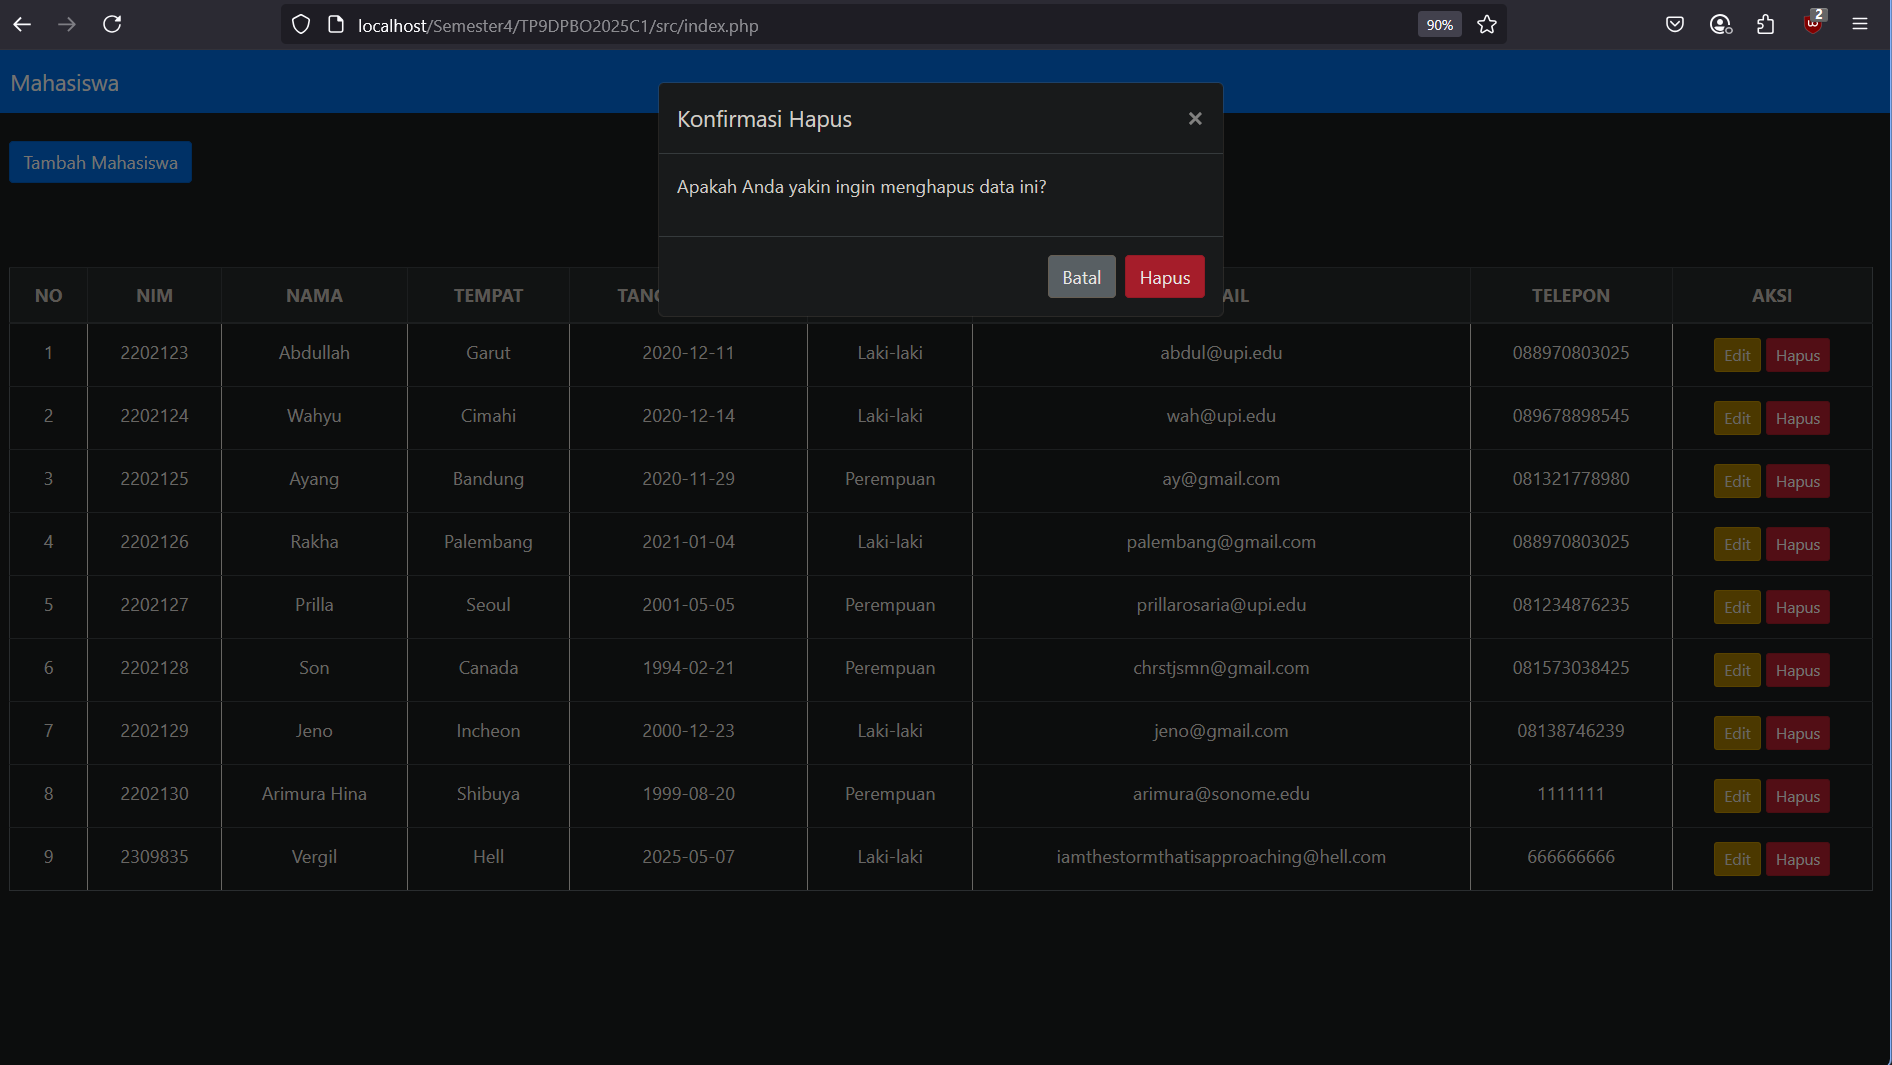 localhost/Semester4/TP9DPBO2025C1/src/index.php 90% 2
Mahasiswa
Konfirmasi Hapus ×
Tambah Mahasiswa
Apakah Anda yakin ingin menghapus data ini?
Batal Hapus
NO NIM NAMA TEMPAT TANG AIL TELEPON AKSI
1 2202123 Abdullah Garut 2020-12-11 Laki-laki abdul@upi.edu 088970803025 Edit Hapus
2 2202124 Wahyu Cimahi 2020-12-14 Laki-laki wah@upi.edu 089678898545 Edit Hapus
3 2202125 Ayang Bandung 2020-11-29 Perempuan ay@gmail.com 081321778980 Edit Hapus
4 2202126 Rakha Palembang 2021-01-04 Laki-laki palembang@gmail.com 088970803025 Edit Hapus
5 2202127 Prilla Seoul 2001-05-05 Perempuan prillarosaria@upi.edu 081234876235 Edit Hapus
6 2202128 Son Canada 1994-02-21 Perempuan chrstjsmn@gmail.com 081573038425 Edit Hapus
7 2202129 Jeno Incheon 2000-12-23 Laki-laki jeno@gmail.com 08138746239 Edit Hapus
8 2202130 Arimura Hina Shibuya 1999-08-20 Perempuan arimura@sonome.edu 1111111 Edit Hapus
9 2309835 Vergil Hell 2025-05-07 Laki-laki iamthestormthatisapproaching@hell.com 666666666 Edit Hapus